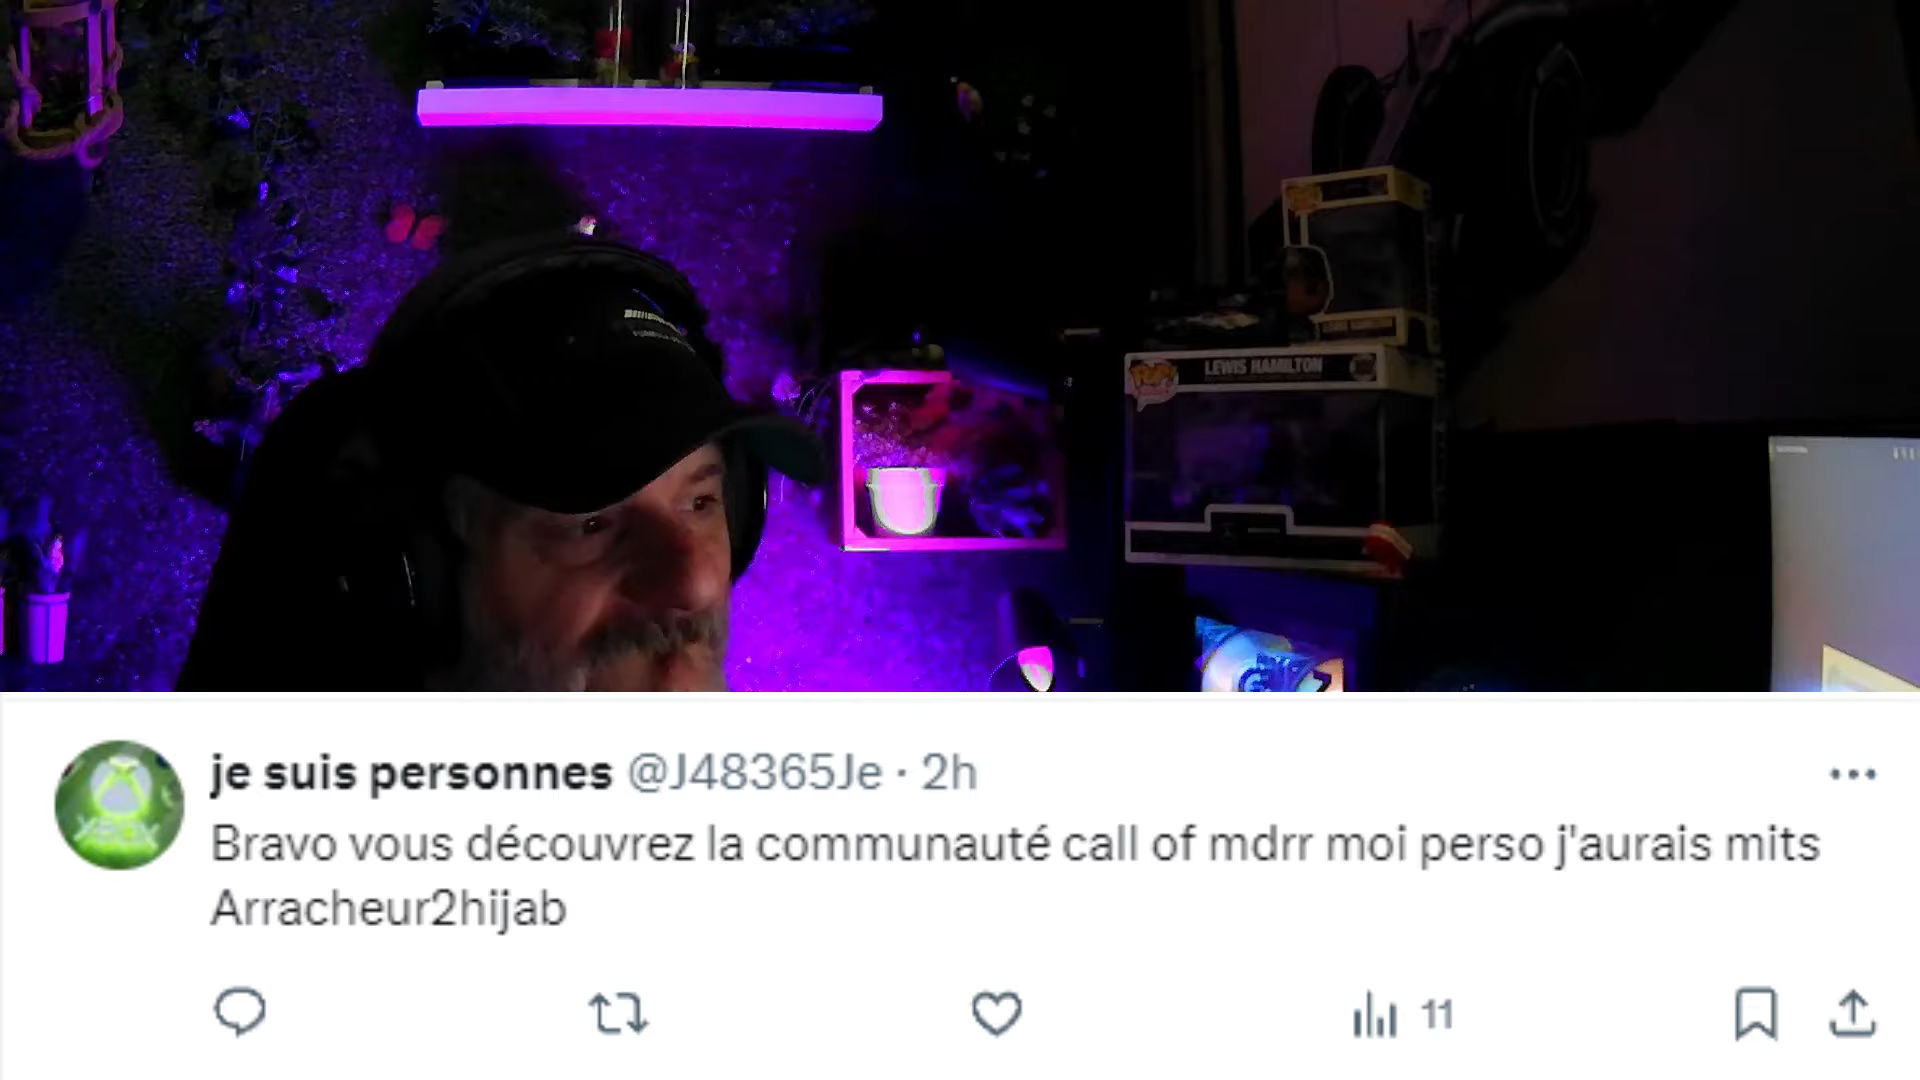 LEWIS HAMILTON
je suis personnes @J48365Je · 2h
Bravo vous découvrez la communauté call of mdrr moi perso j'aurais mits
Arracheur2hijab
11